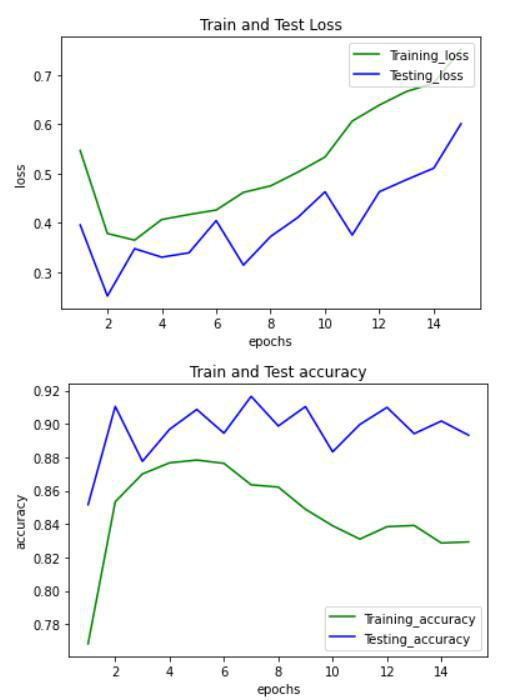 Train and Test Loss
Training_loss
Testing_loss
0.7
0.6
0.5
0.4
0.3
loss
2 4 6 8 10 12 14
epochs
Train and Test accuracy
0.92
0.90
0.88
0.86
0.84
0.82
0.80
0.78
accuracy
Training_accuracy
Testing_accuracy
2 4 6 8 10 12 14
epochs